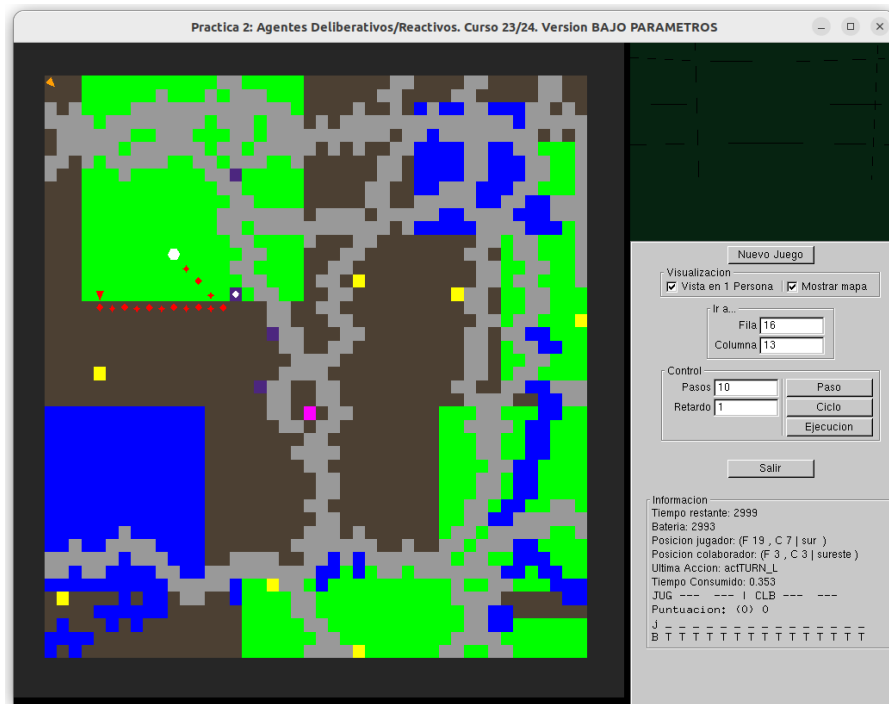 Practica 2: Agentes Deliberativos/Reactivos. Curso 23/24. Version BAJO PARAMETROS
Nuevo Juego
Visualizacion
Vista en 1 Persona
Mostrar mapa
Ir a...
Fila 16
Columna 13
Control
Pasos 10
Paso
Retardo 1
Ciclo
Ejecucion
Salir
Informacion
Tiempo restante: 2999
Bateria: 2993
Posicion jugador: (F 19 , C 7 | sur )
Posicion colaborador: (F 3 , C 3 | sureste )
Ultima Accion: actTURN_L
Tiempo Consumido: 0.353
JUG --- --- | CLB --- ---
Puntuacion: (0) 0
J _ _ _ _ _ _ _ _ _ _ _ _ _ _ _
B T T T T T T T T T T T T T T T